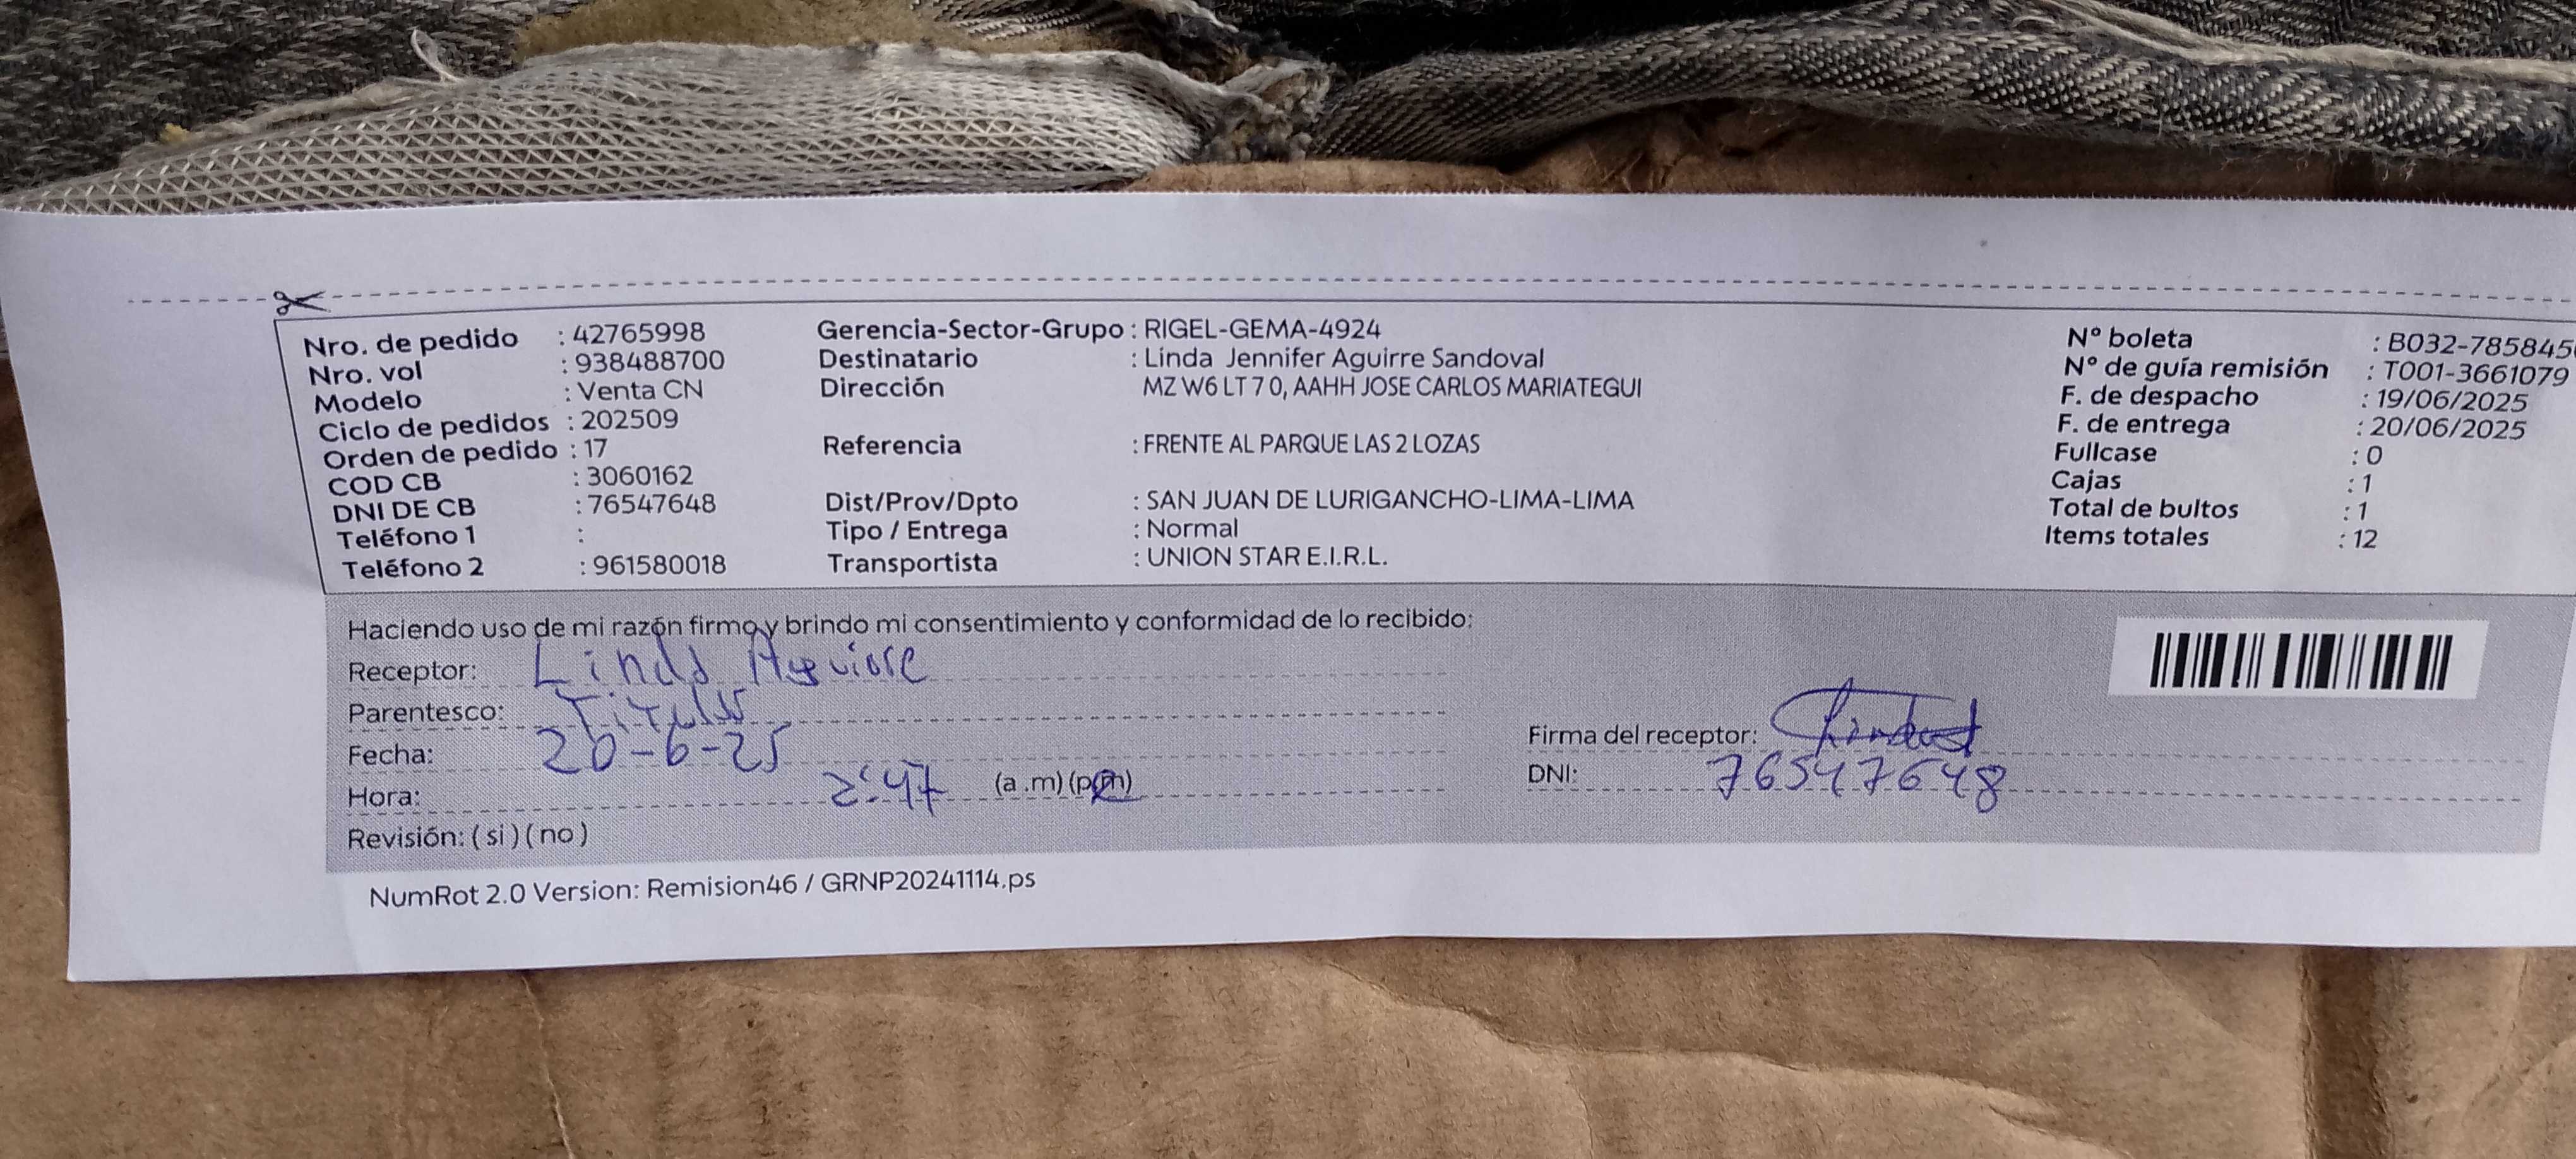 Nro. de pedido : 42765998
Nro. vol : 938488700
Modelo : Venta CN
Ciclo de pedidos : 202509
Orden de pedido : 17
COD CB : 3060162
DNI DE CB : 76547648
Teléfono 1 :
Teléfono 2 : 961580018
Gerencia-Sector-Grupo : RIGEL-GEMA-4924
Destinatario : Linda Jennifer Aguirre Sandoval
Dirección MZ W6 LT 7 0, AAHH JOSE CARLOS MARIATEGUI
Referencia : FRENTE AL PARQUE LAS 2 LOZAS
Dist/Prov/Dpto : SAN JUAN DE LURIGANCHO-LIMA-LIMA
Tipo / Entrega : Normal
Transportista : UNION STAR E.I.R.L.
N° boleta : B032-785845
N° de guía remisión : T001-3661079
F. de despacho : 19/06/2025
F. de entrega : 20/06/2025
Fullcase : 0
Cajas : 1
Total de bultos : 1
Items totales : 12
Haciendo uso de mi razón firmo y brindo mi consentimiento y conformidad de lo recibido:
Receptor: Linda Aguirre
Parentesco: Titular
Fecha: 20-6-25
Hora: 2:47 (a .m) (p.m)
Revisión: ( si ) ( no )
Firma del receptor:
DNI: 76547648
NumRot 2.0 Version: Remision46 / GRNP20241114.ps